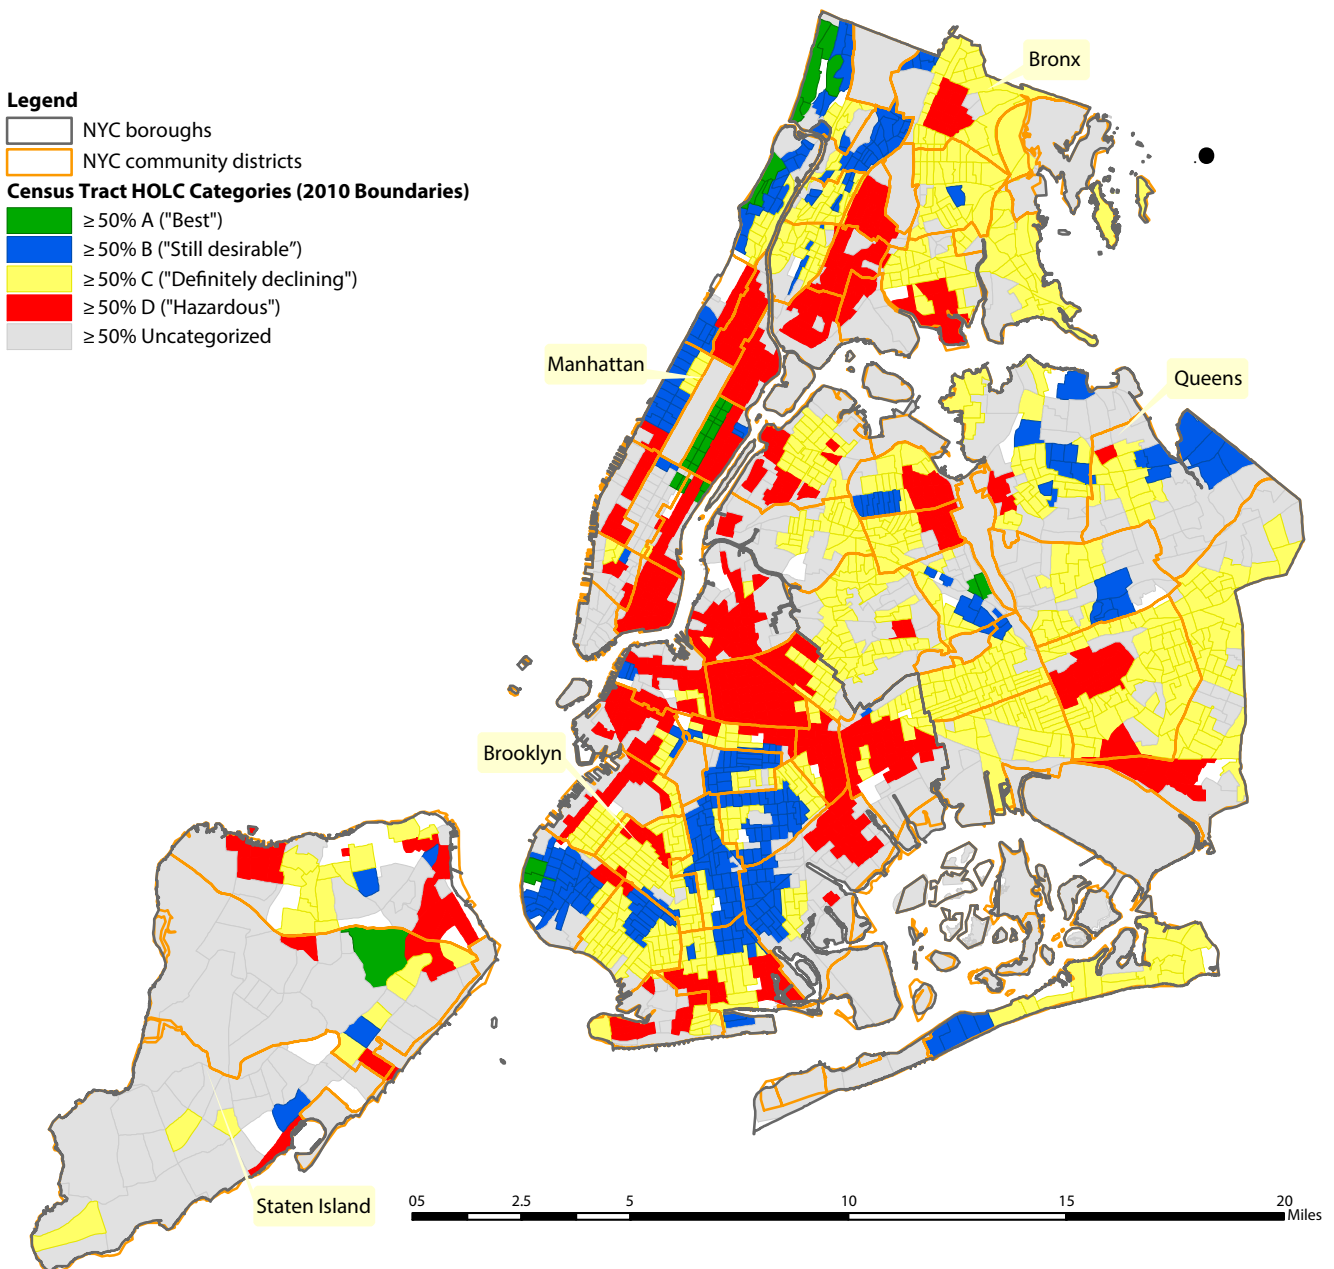 Legend
NYC boroughs
NYC community districts
Census Tract HOLC Categories (2010 Boundaries)
≥50% A ("Best")
≥50% B ("Still desirable”)
≥50% C ("Definitely declining")
≥50% D ("Hazardous")
≥50% Uncategorized
Bronx
Manhattan
Queens
Brooklyn
Staten Island
05 2.5 5 10 15 20
Miles